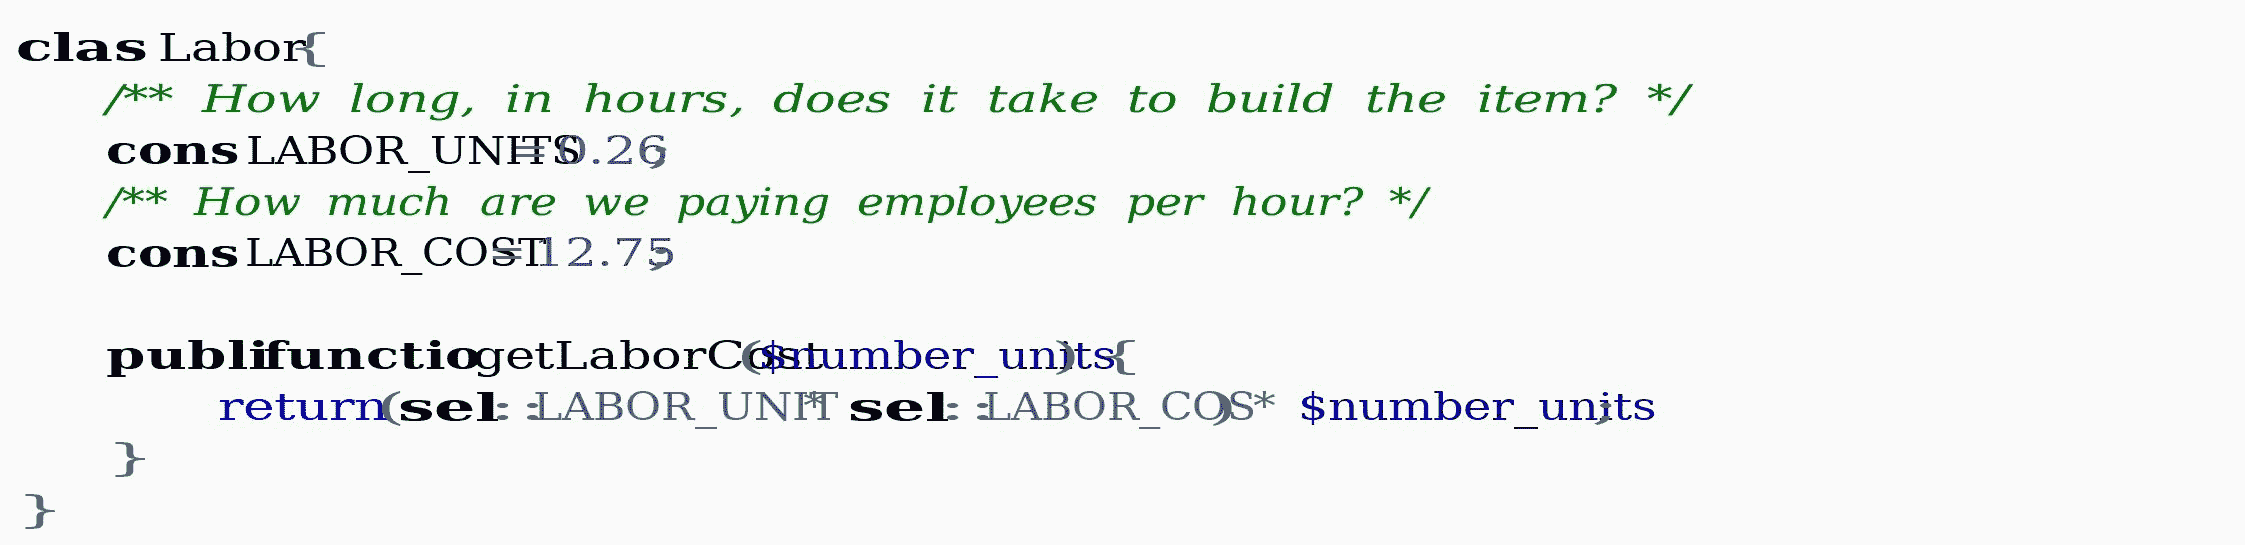 clas Labor{
/** How long, in hours, does it take to build the item? */
cons LABOR_UNITS = 0.26;
/** How much are we paying employees per hour? */
cons LABOR_COST = 12.75;
publi functio getLaborCost($number_units) {
return (sel::LABOR_UNIT * sel::LABOR_COS) * $number_units;
}
}